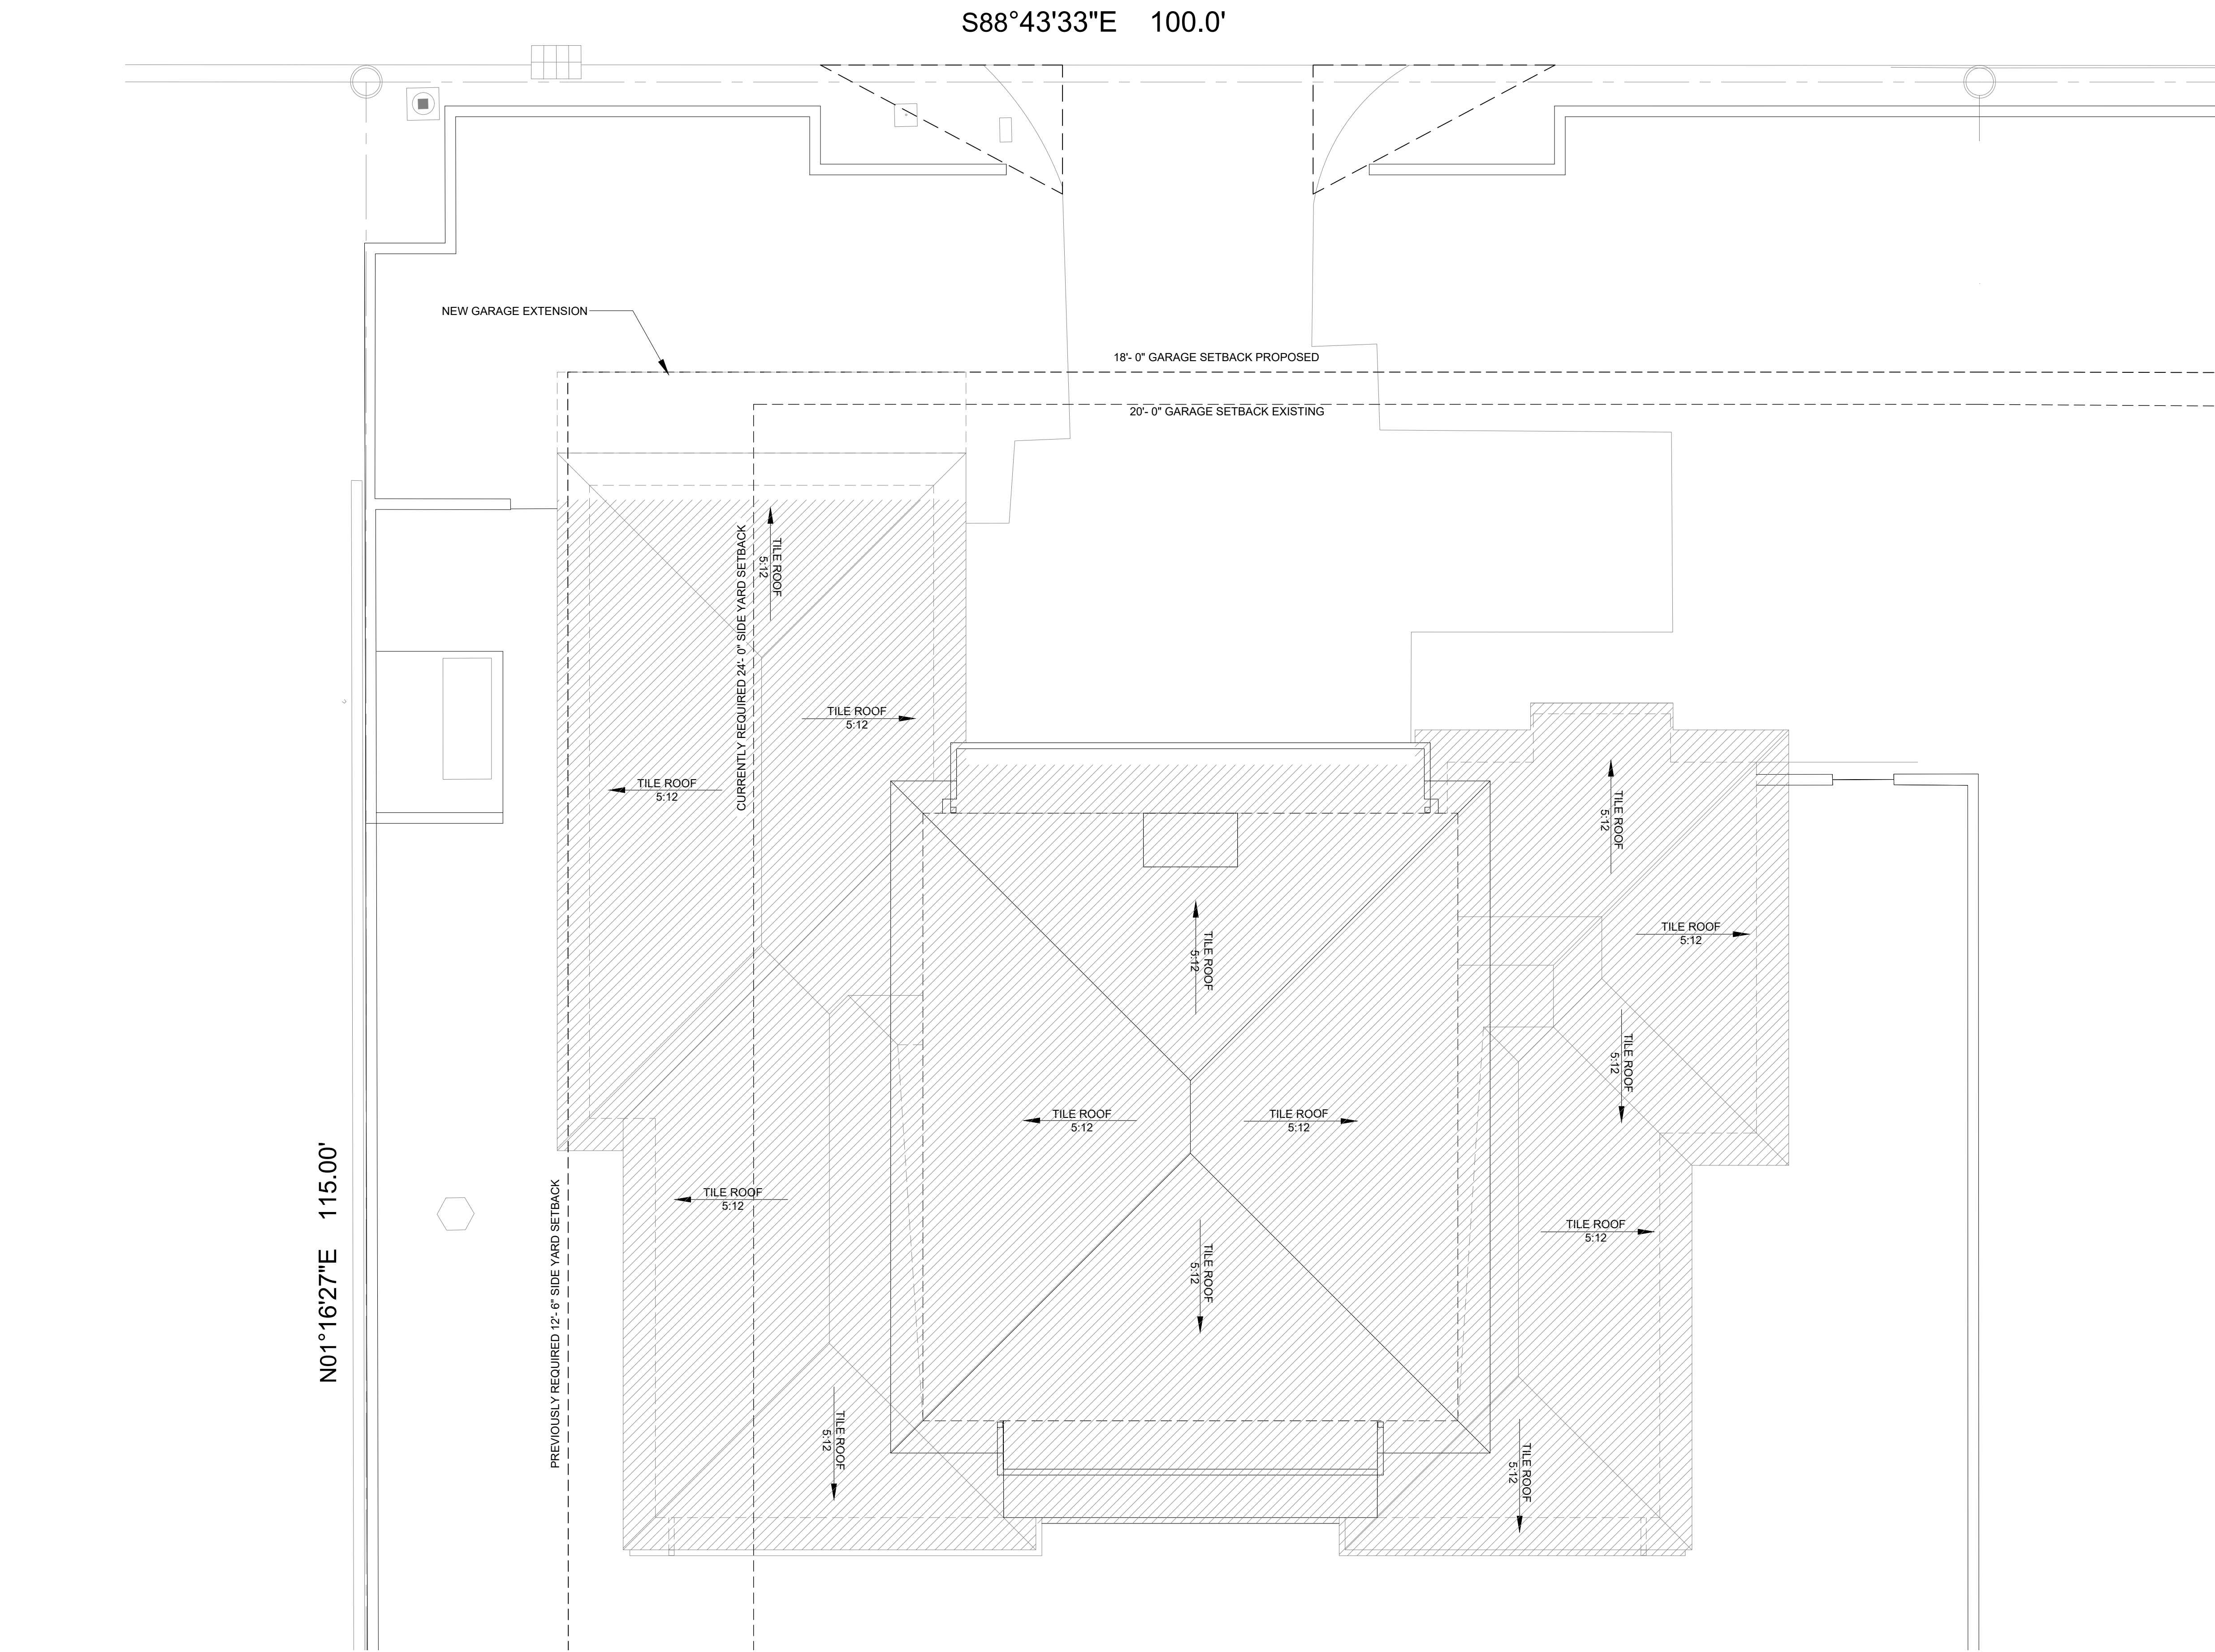 S88°43'33"E 100.0'
NEW GARAGE EXTENSION
18'- 0" GARAGE SETBACK PROPOSED
20'- 0" GARAGE SETBACK EXISTING
CURRENTLY REQUIRED 24'- 0" SIDE YARD SETBACK
TILE ROOF
5:12
TILE ROOF
5:12
TILE ROOF
5:12
TILE ROOF
5:12
TILE ROOF
5:12
TILE ROOF
5:12
TILE ROOF
5:12
TILE ROOF
5:12
TILE ROOF
5:12
N01°16'27"E 115.00'
PREVIOUSLY REQUIRED 12'- 6" SIDE YARD SETBACK
TILE ROOF
5:12
TILE ROOF
5:12
TILE ROOF
5:12
TILE ROOF
5:12
TILE ROOF
5:12